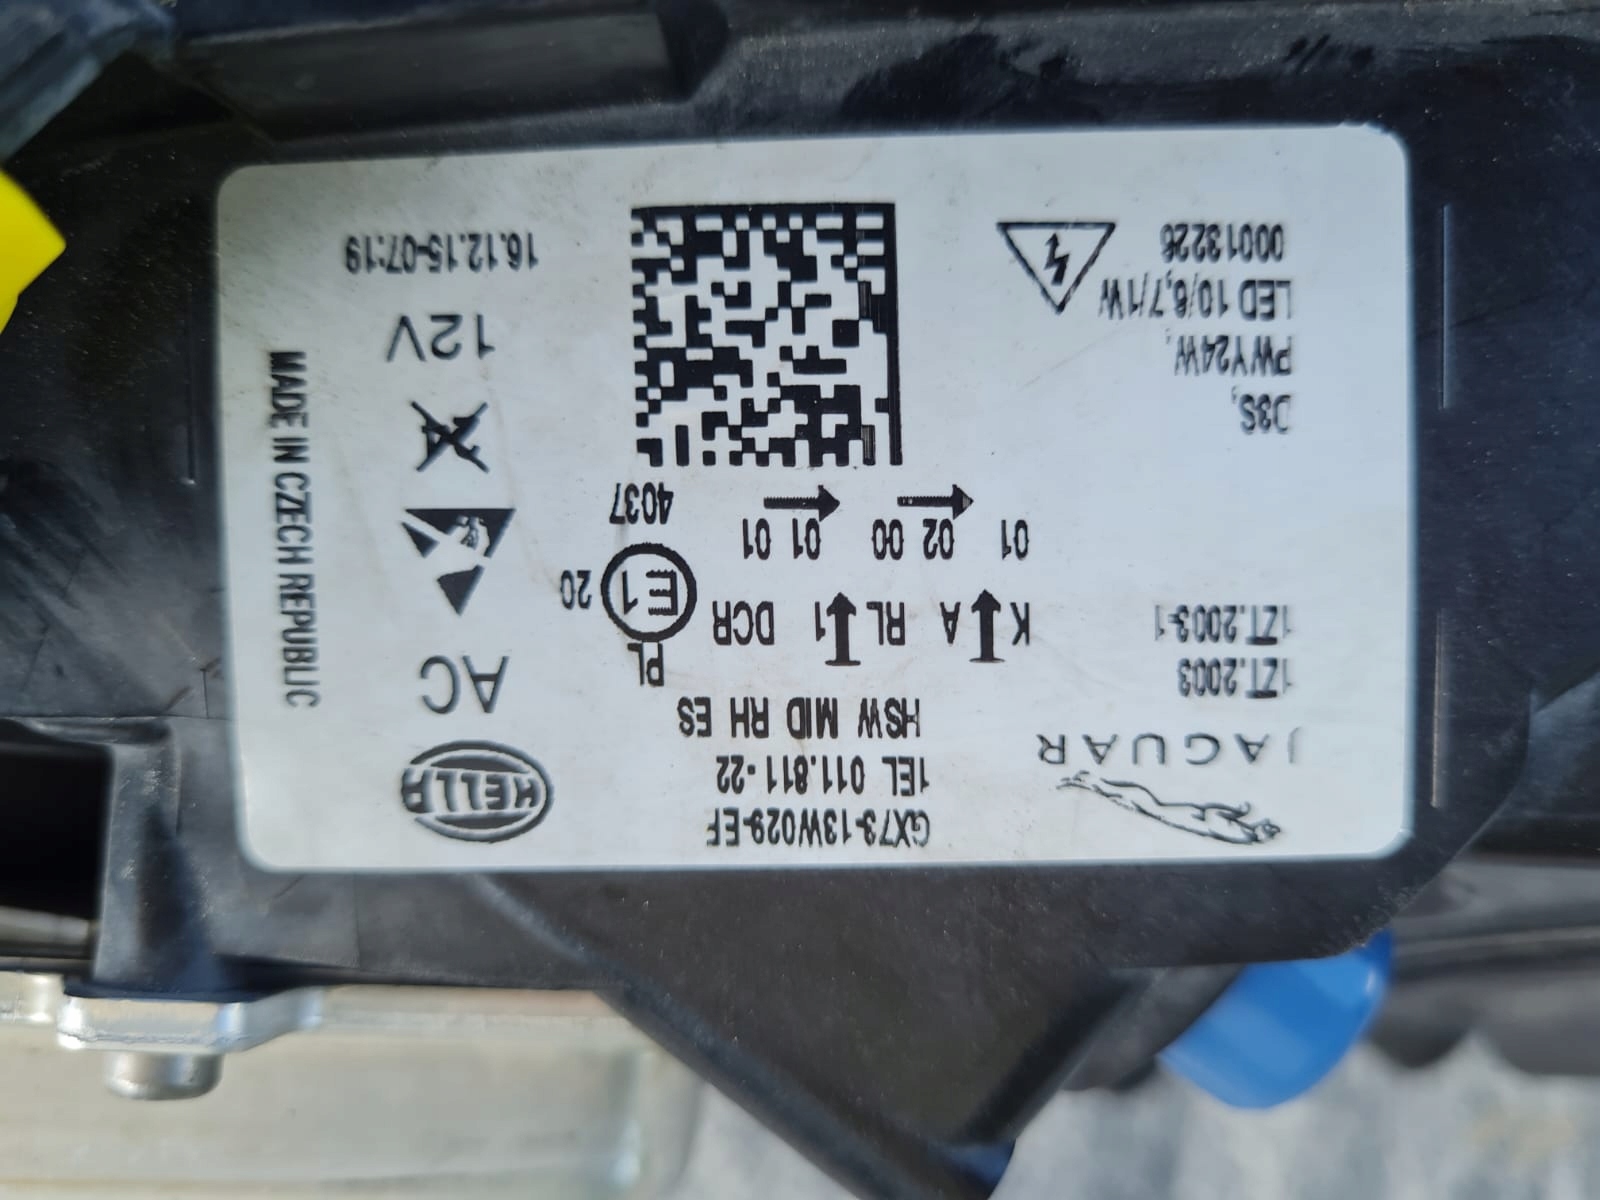 JAGUAR
GX73-13W029-EF
1EL 011.811-22
HSW MID RH ES
HELLA
1ZT.2003
1ZT.2003-1
PL
K A RL 1 DCR E1 20
01 02 00 01 01 4037
AC
D3S,
PWY24W,
LED 10/6,7/1W
00013226
12V
16.12.15-07:19
MADE IN CZECH REPUBLIC